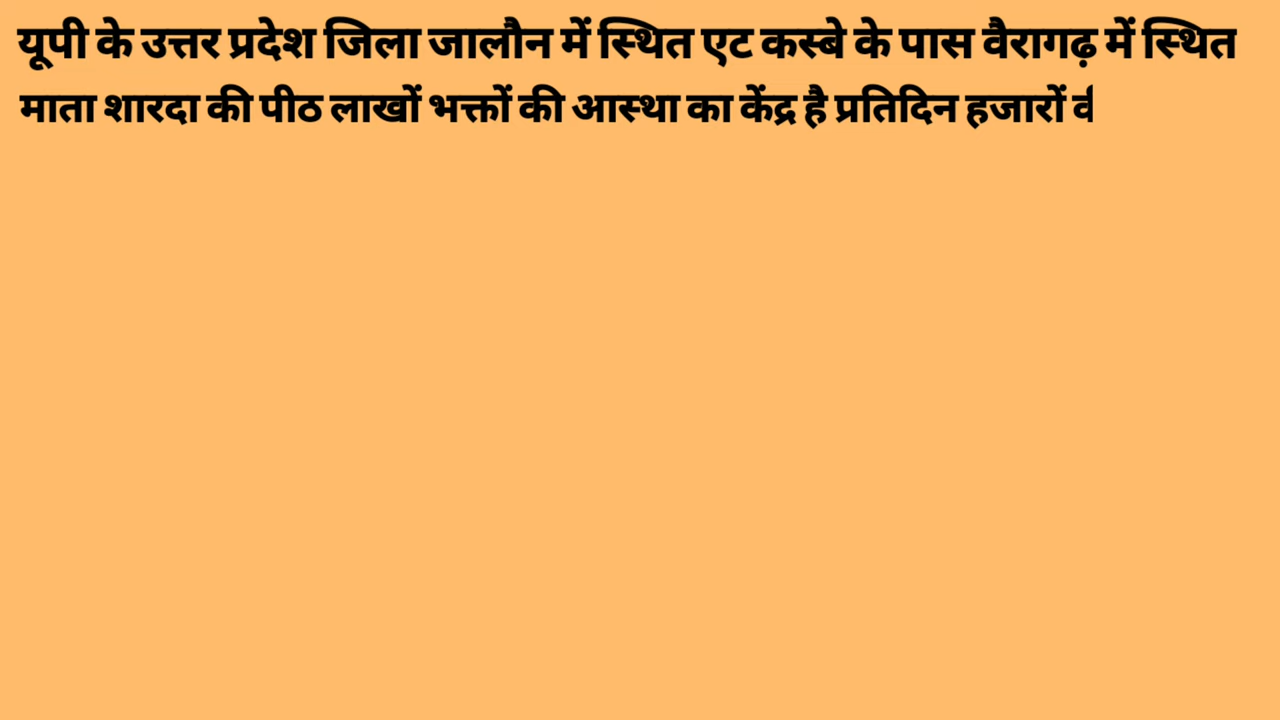 यूपी के उत्तर प्रदेश जिला जालौन में स्थित एट कस्बे के पास वैरागढ़ में स्थित
माता शारदा की पीठ लाखों भक्तों की आस्था का केंद्र है प्रतिदिन हजारों